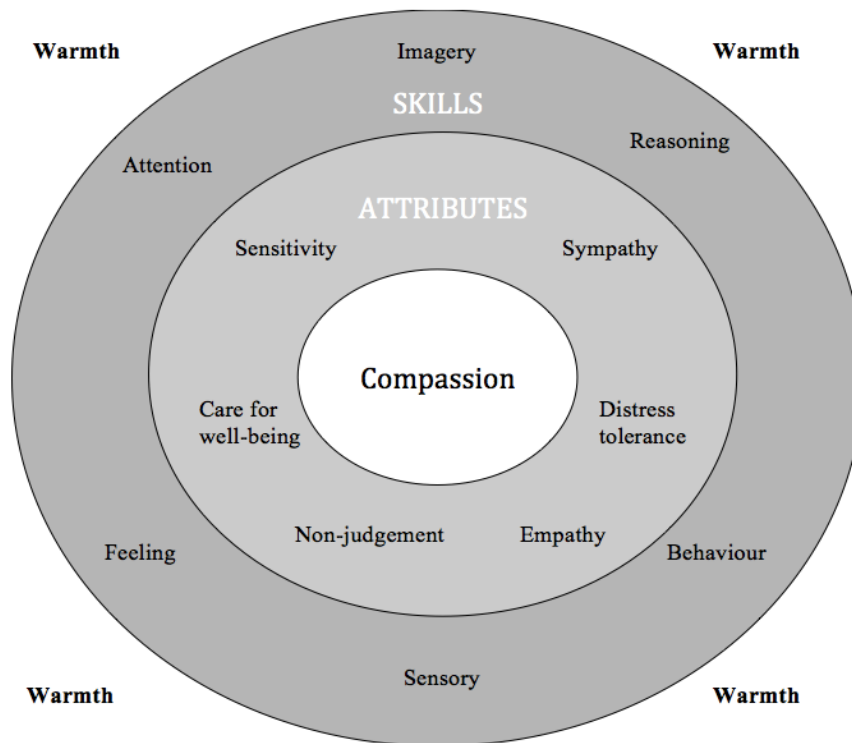 Warmth
Imagery
Warmth
SKILLS
Reasoning
Attention
ATTRIBUTES
Sensitivity
Sympathy
Compassion
Care for
well-being
Distress
tolerance
Non-judgement
Empathy
Feeling
Behaviour
Sensory
Warmth
Warmth